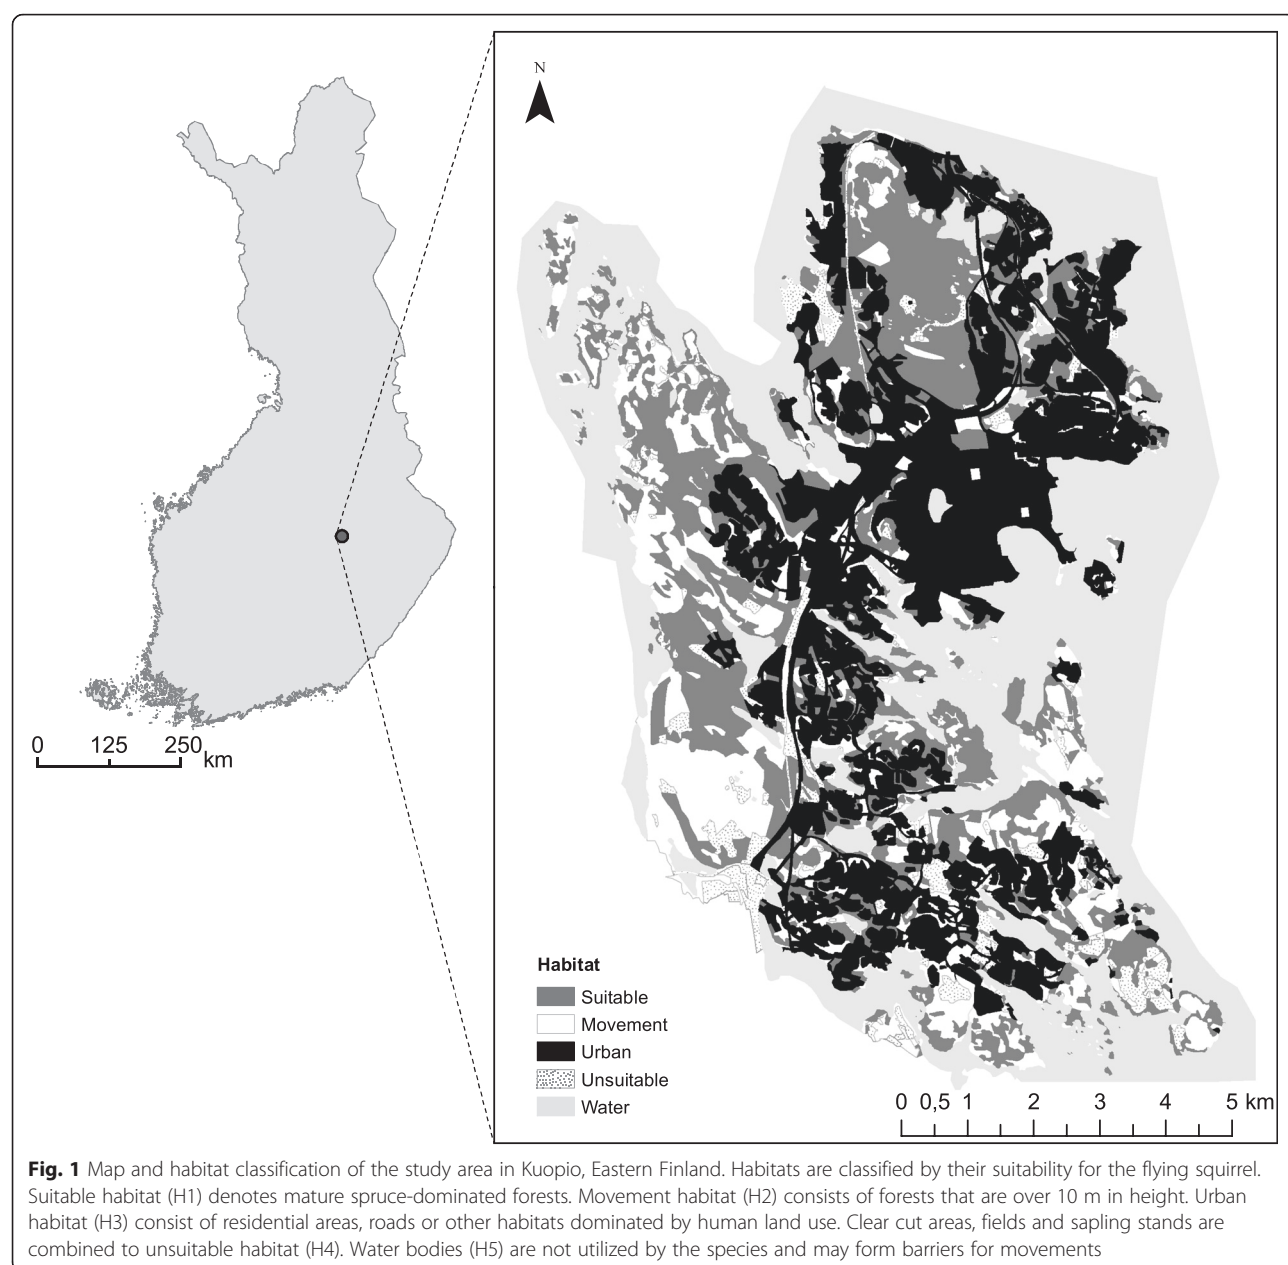 N
0 125 250 km
Habitat
Suitable
Movement
Urban
Unsuitable
Water
0 0,5 1 2 3 4 5 km
Fig. 1 Map and habitat classification of the study area in Kuopio, Eastern Finland. Habitats are classified by their suitability for the flying squirrel.
Suitable habitat (H1) denotes mature spruce-dominated forests. Movement habitat (H2) consists of forests that are over 10 m in height. Urban
habitat (H3) consist of residential areas, roads or other habitats dominated by human land use. Clear cut areas, fields and sapling stands are
combined to unsuitable habitat (H4). Water bodies (H5) are not utilized by the species and may form barriers for movements